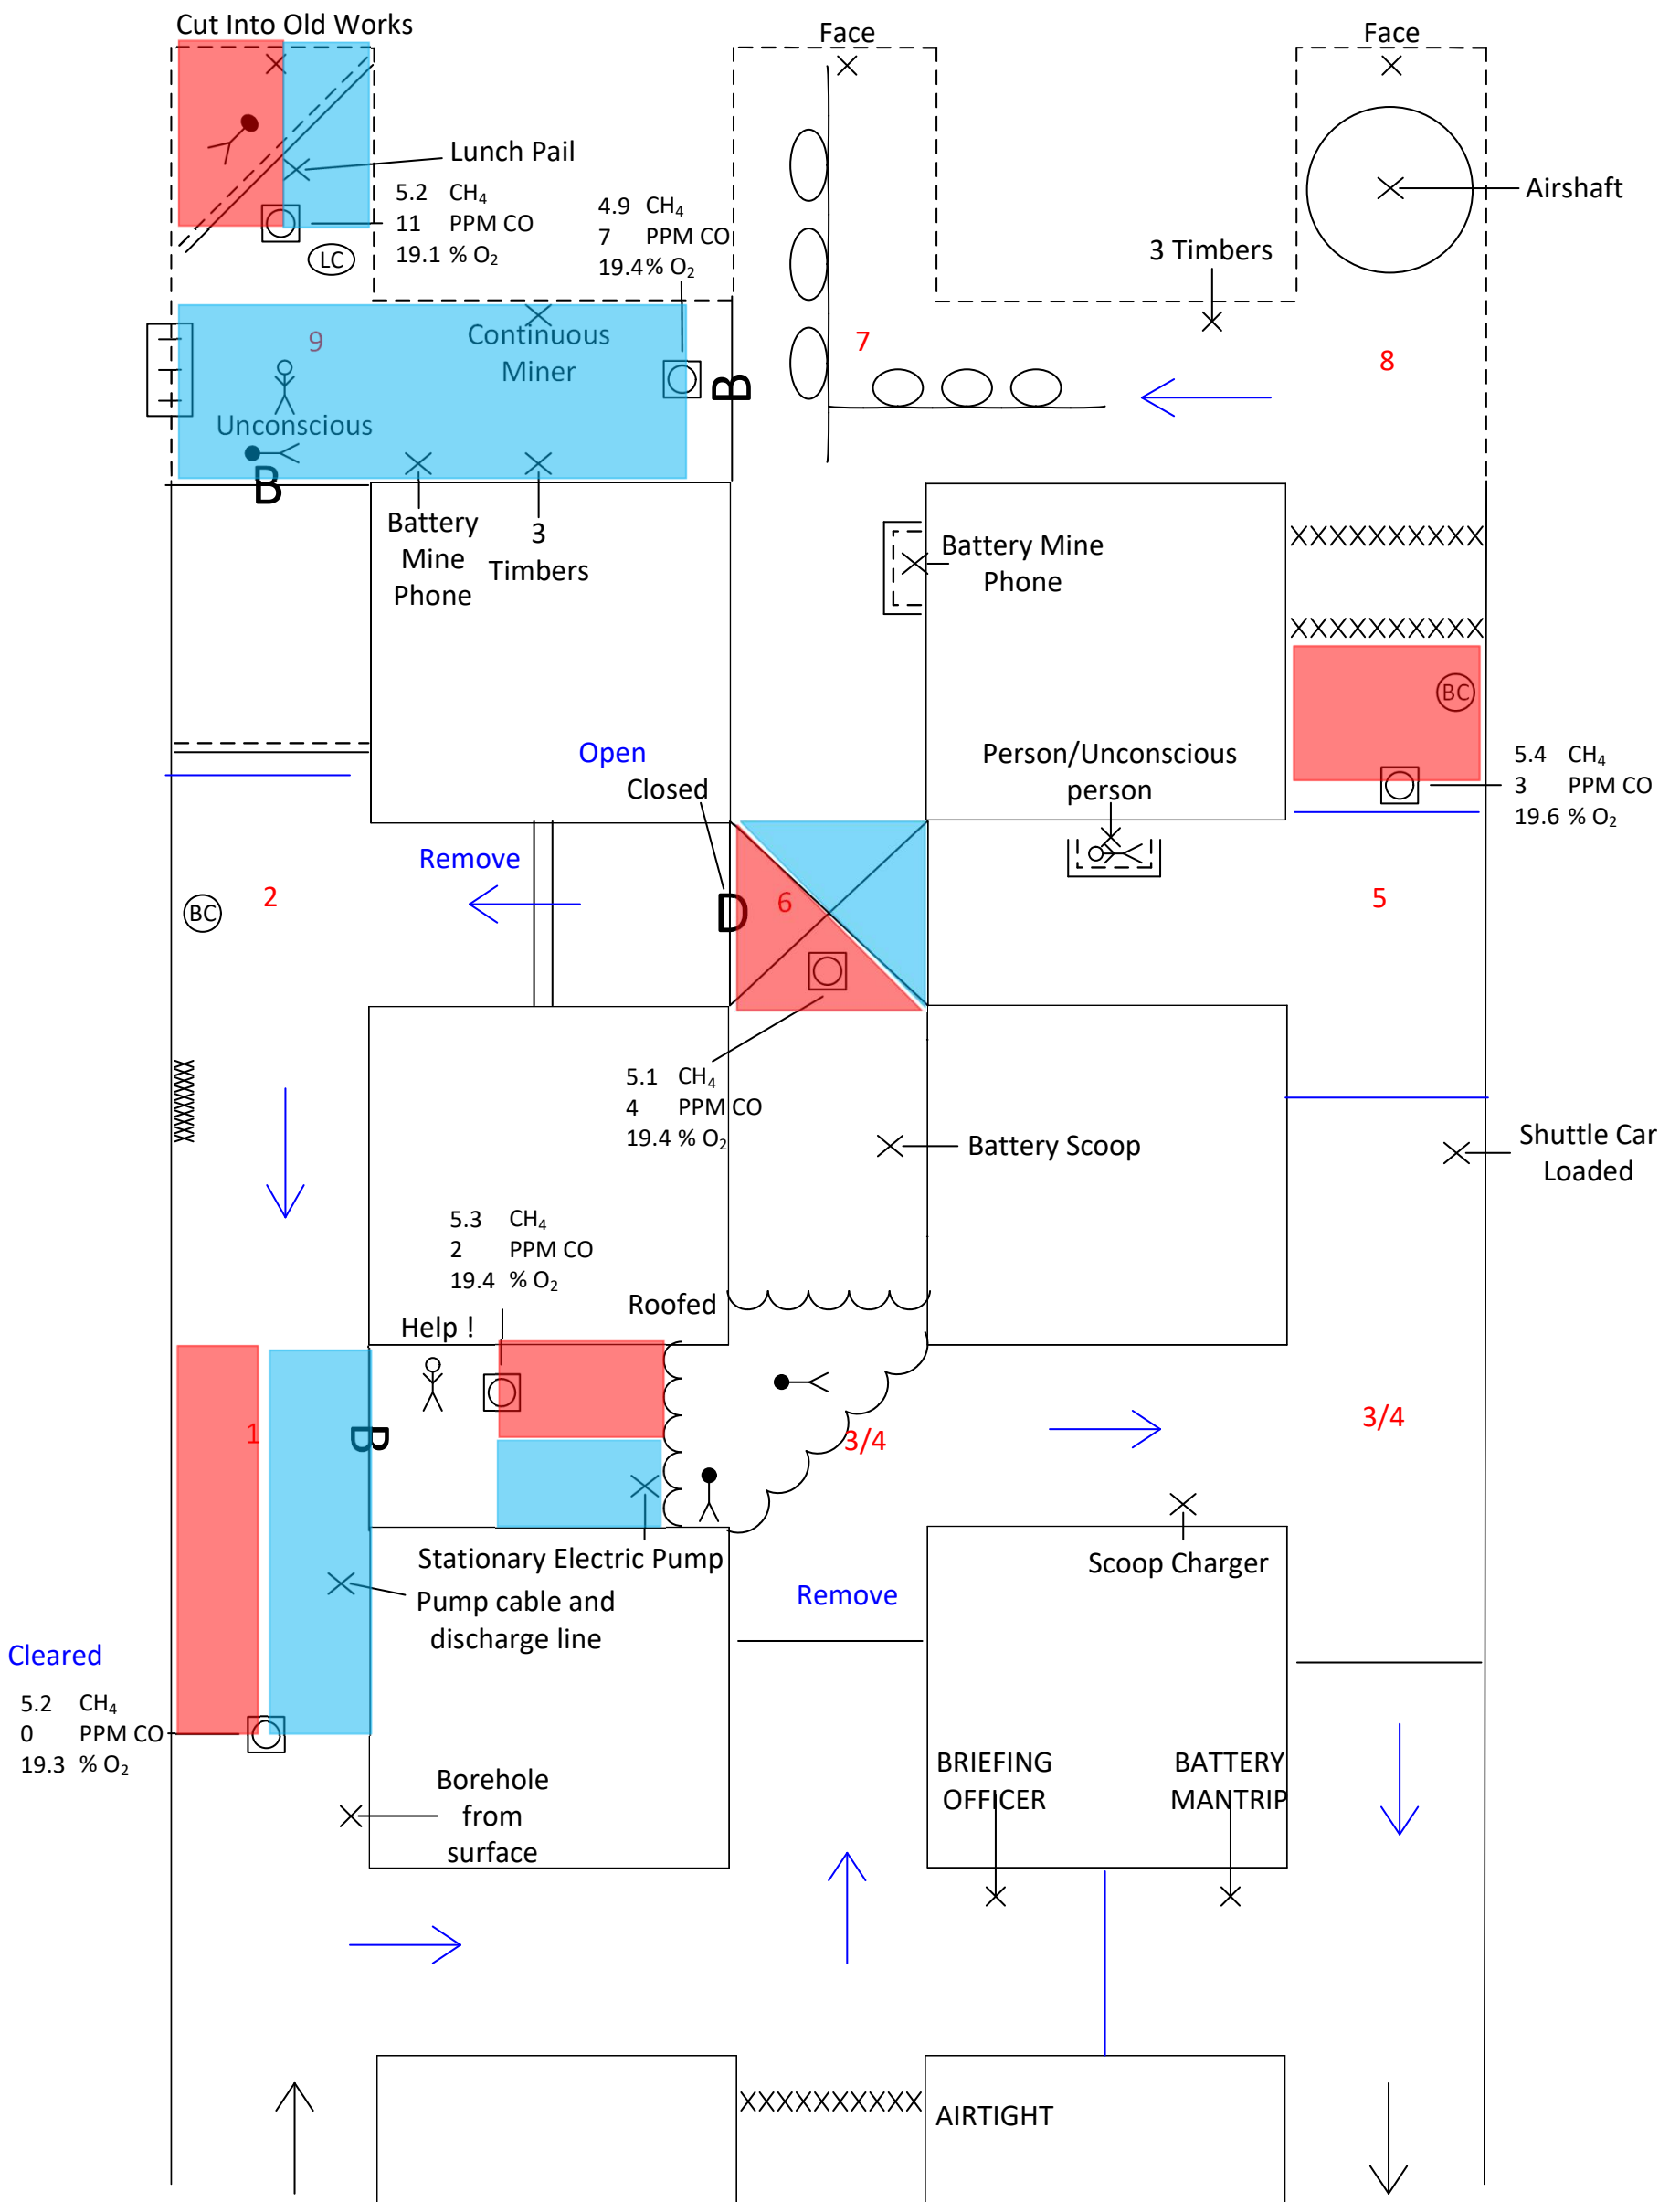 Cut Into Old Works
Face
Face
Lunch Pail
5.2 CH₄
11 PPM CO
19.1 % O₂
LC
4.9 CH₄
7 PPM CO
19.4 % O₂
3 Timbers
Airshaft
9
Continuous
Miner
B
7
8
Unconscious
B
Battery
Mine
Phone
3
Timbers
Battery Mine
Phone
BC
Open
Closed
Person/Unconscious
person
5.4 CH₄
3 PPM CO
19.6 % O₂
Remove
2
BC
D
6
5
5.1 CH₄
4 PPM CO
19.4 % O₂
Battery Scoop
Shuttle Car
Loaded
5.3 CH₄
2 PPM CO
19.4 % O₂
Roofed
Help !
1
B
3/4
3/4
Stationary Electric Pump
Scoop Charger
Pump cable and
discharge line
Remove
Cleared
5.2 CH₄
0 PPM CO
19.3 % O₂
Borehole
from
surface
BRIEFING
OFFICER
BATTERY
MANTRIP
AIRTIGHT